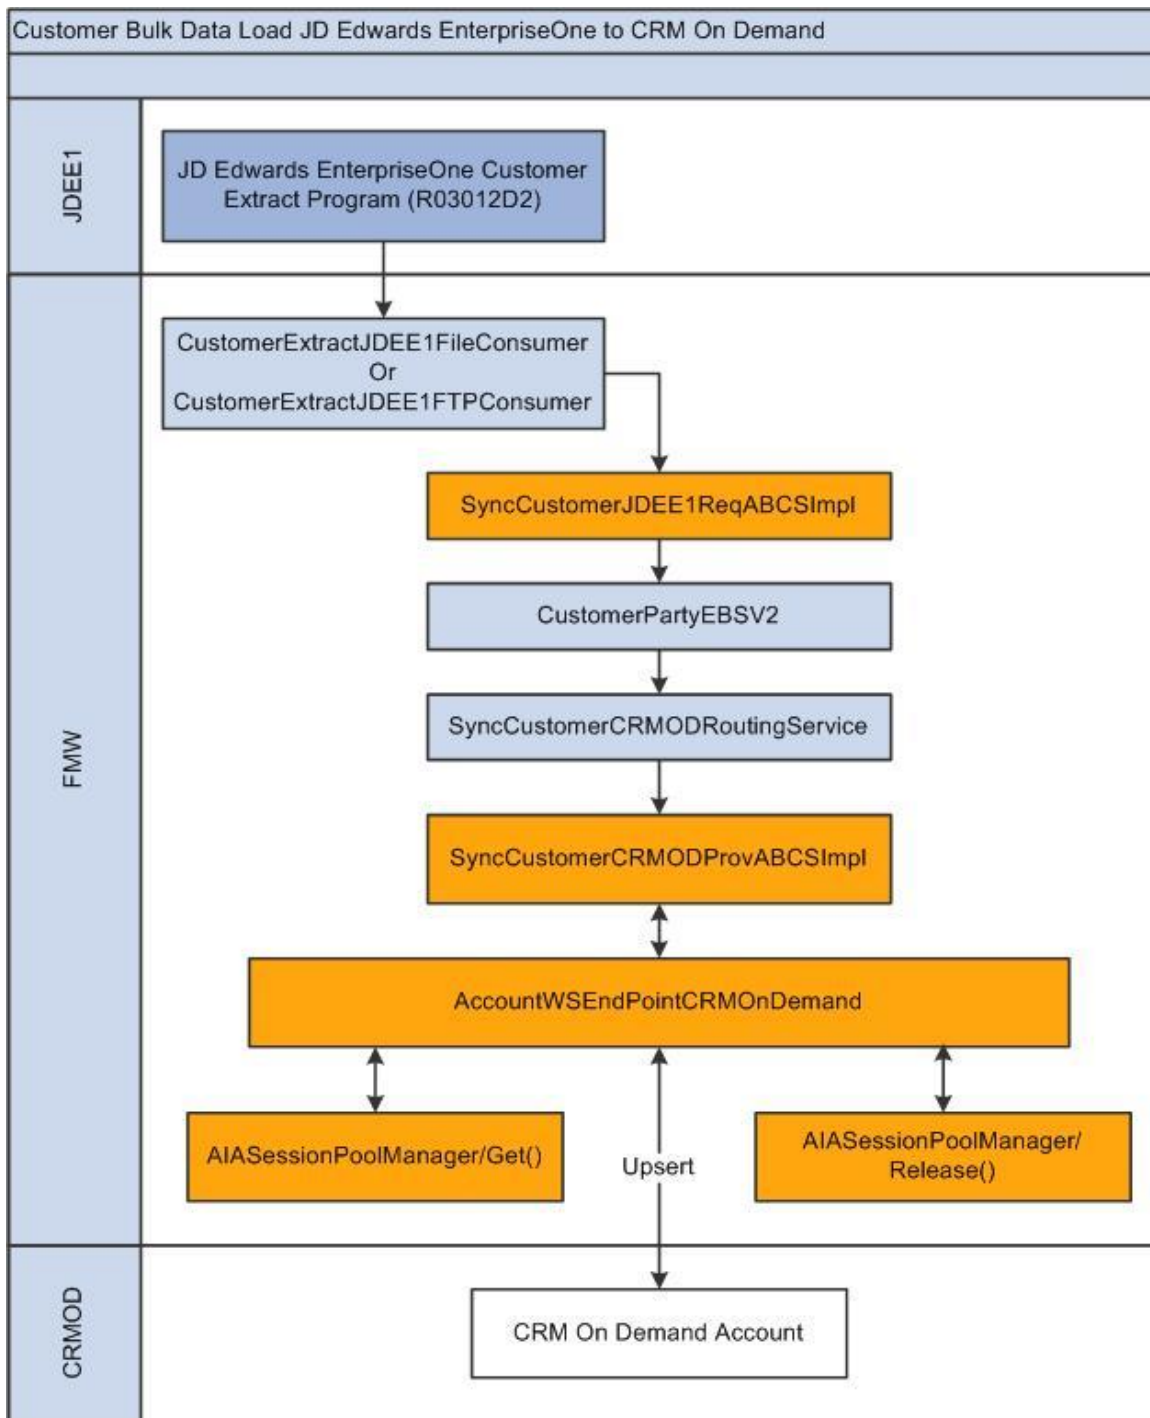 Customer Bulk Data Load JD Edwards EnterpriseOne to CRM On Demand
JDEE1
JD Edwards EnterpriseOne Customer
Extract Program (R03012D2)
FMW
CustomerExtractJDEE1FileConsumer
Or
CustomerExtractJDEE1FTPConsumer
SyncCustomerJDEE1ReqABCSImpl
CustomerPartyEBSV2
SyncCustomerCRMODRoutingService
SyncCustomerCRMODProvABCSImpl
AccountWSEndPointCRMOnDemand
AIASessionPoolManager/Get()
Upsert
AIASessionPoolManager/
Release()
CRMOD
CRM On Demand Account